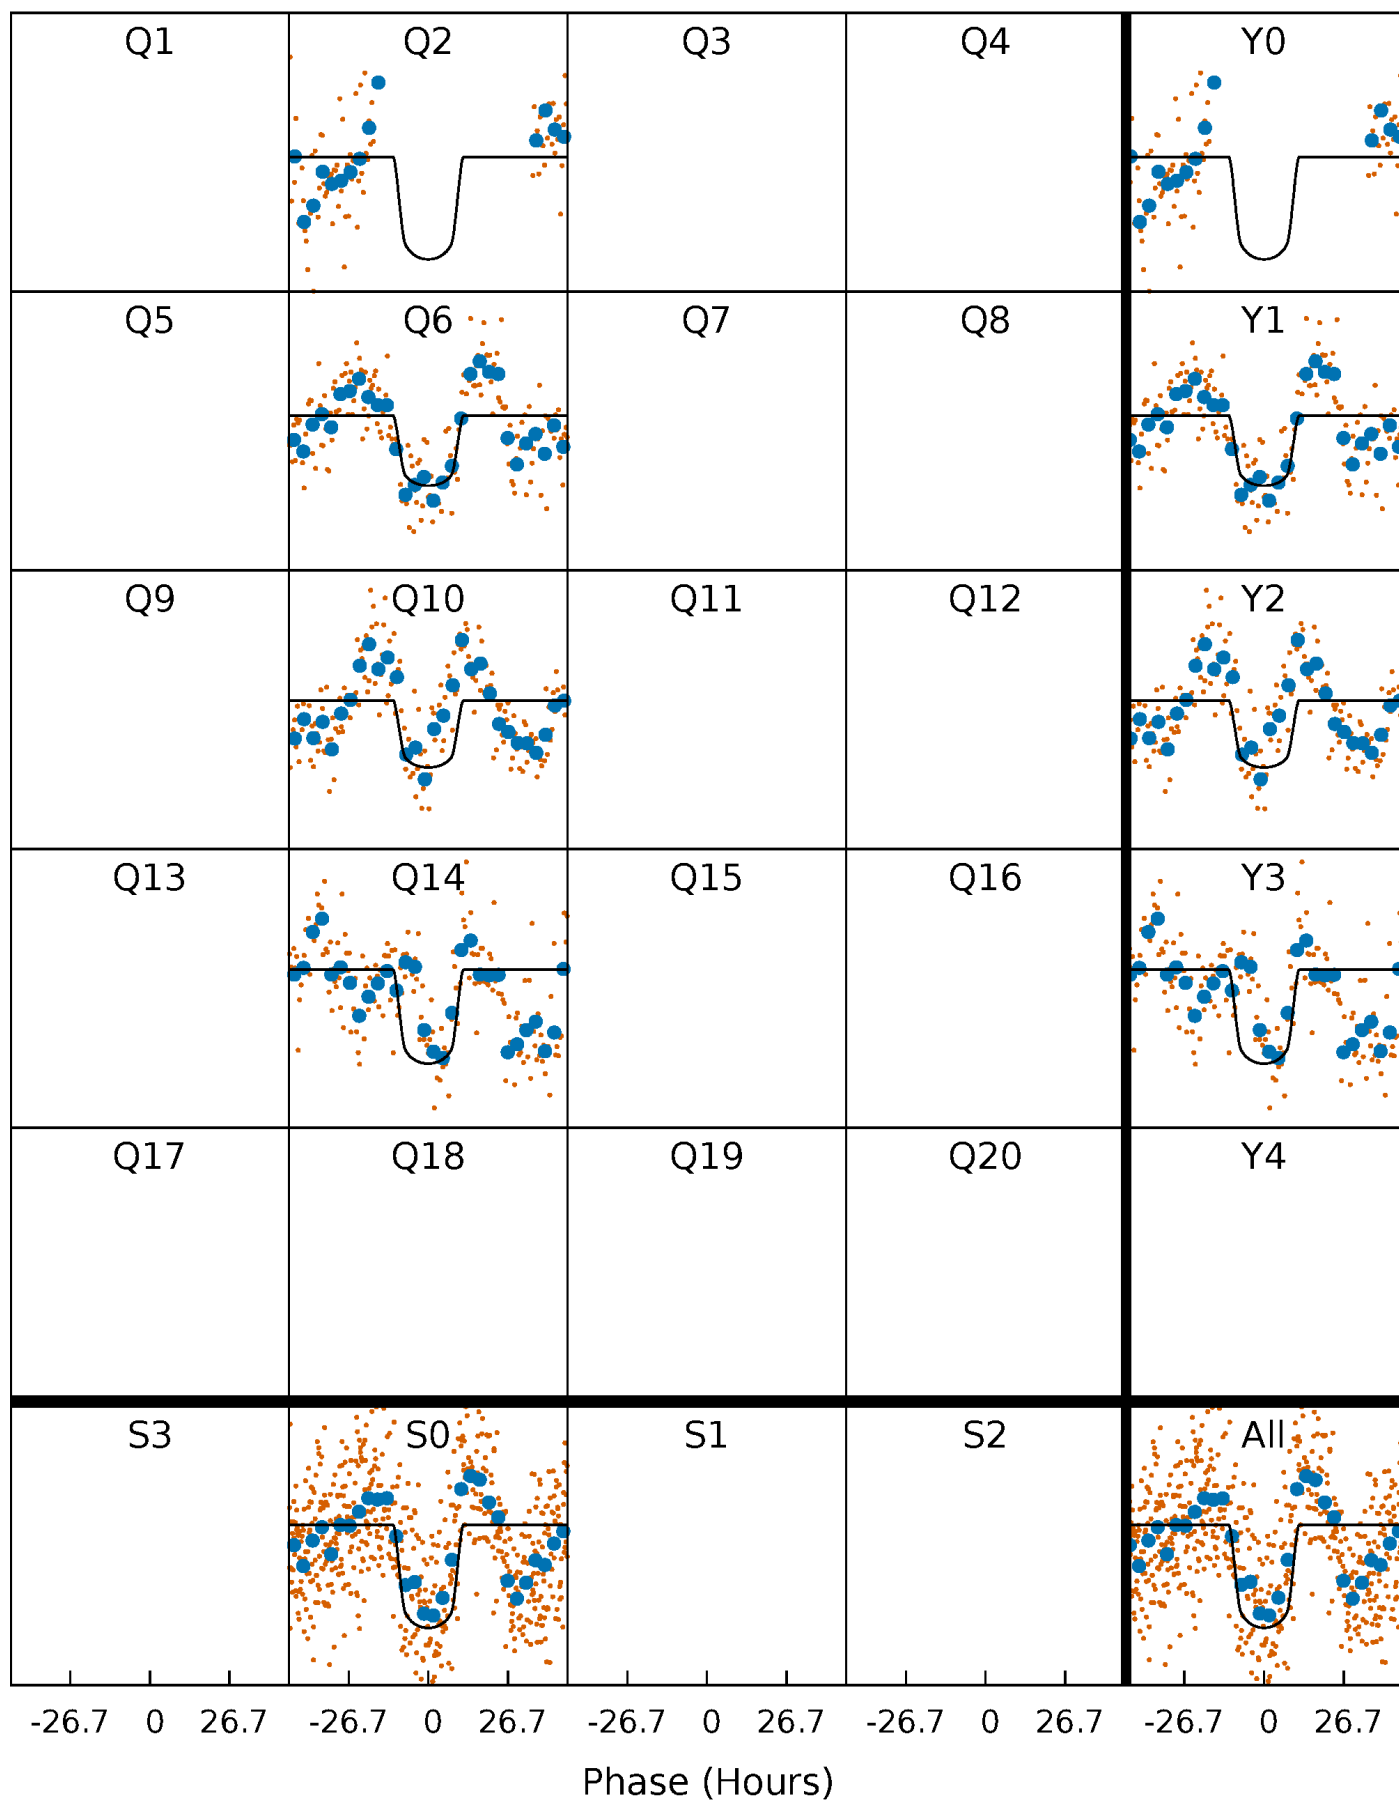 Q1 Q2 Q3 Q4 Y0
Q5 Q6 Q7 Q8 Y1
Q9 Q10 Q11 Q12 Y2
Q13 Q14 Q15 Q16 Y3
Q17 Q18 Q19 Q20 Y4
S3 S0 S1 S2 All
-26.7 0 26.7 -26.7 0 26.7 -26.7 0 26.7 -26.7 0 26.7 -26.7 0 26.7
Phase (Hours)